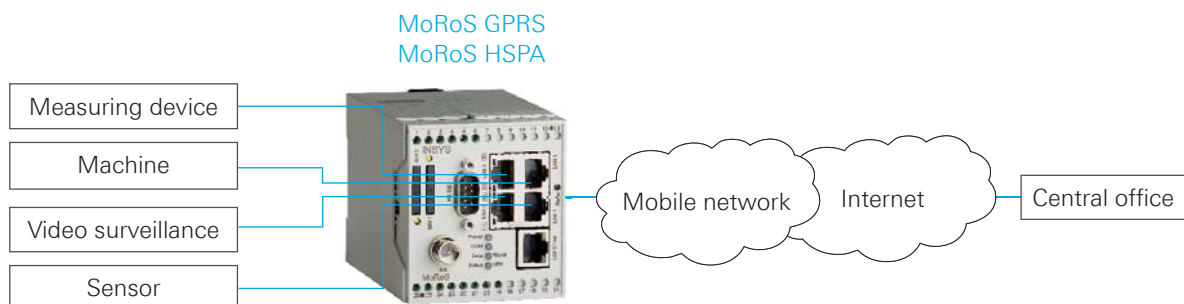 MoRoS GPRS
MoRoS HSPA
Measuring device
Machine
Video surveillance
Sensor
INSYS
MoRoS
Mobile network
Internet
Central office